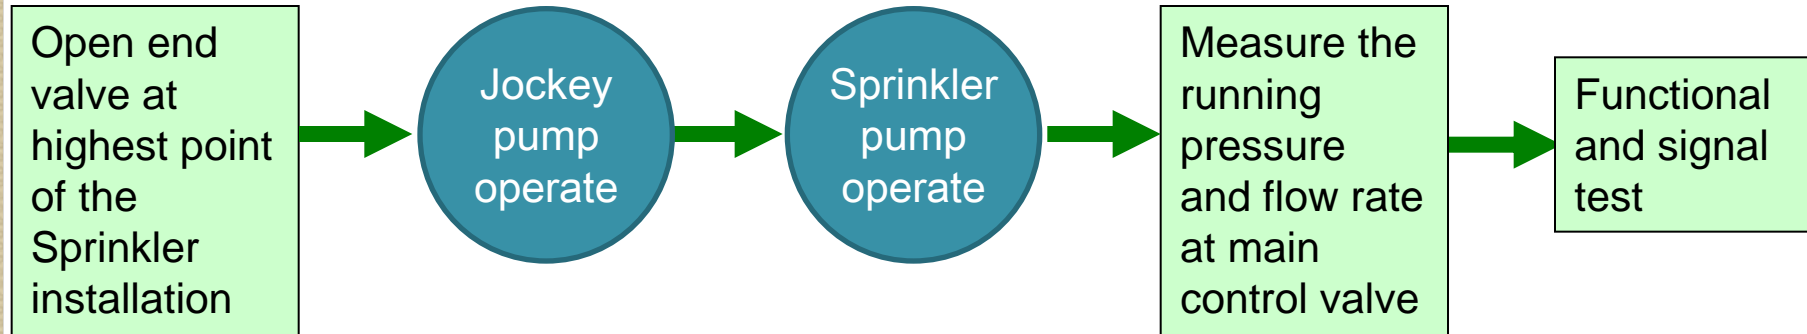 Open end
valve at
highest point
of the
Sprinkler
installation
Jockey
pump
operate
Sprinkler
pump
operate
Measure the
running
pressure
and flow rate
at main
control valve
Functional
and signal
test